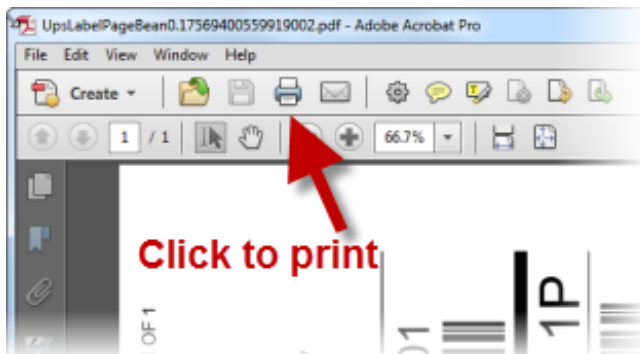 UpsLabelPageBean0.17569400559919002.pdf - Adobe Acrobat Pro
File Edit View Window Help
Create
1 / 1 66.7%
Click to print
OF 1
01
1P